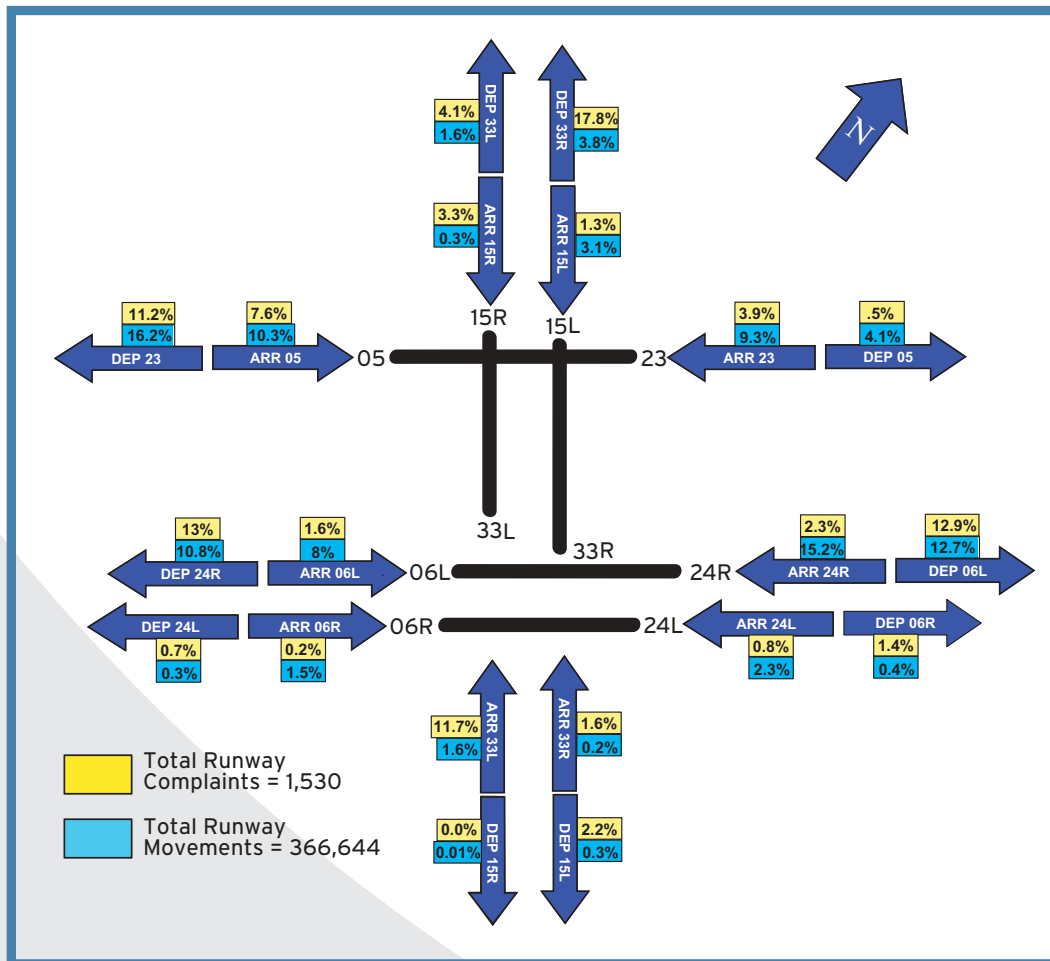 DEP 33L
4.1%
1.6%
DEP 33R
17.8%
3.8%
N
ARR 15R
3.3%
0.3%
ARR 15L
1.3%
3.1%
15R
15L
11.2%
16.2%
DEP 23
7.6%
10.3%
ARR 05
05
23
3.9%
9.3%
ARR 23
.5%
4.1%
DEP 05
33L
33R
13%
10.8%
DEP 24R
1.6%
8%
ARR 06L
06L
24R
2.3%
15.2%
ARR 24R
12.9%
12.7%
DEP 06L
DEP 24L
0.7%
0.3%
ARR 06R
0.2%
1.5%
06R
24L
ARR 24L
0.8%
2.3%
DEP 06R
1.4%
0.4%
11.7%
1.6%
ARR 33L
ARR 33R
1.6%
0.2%
0.0%
0.01%
DEP 15R
DEP 15L
2.2%
0.3%
Total Runway
Complaints = 1,530
Total Runway
Movements = 366,644